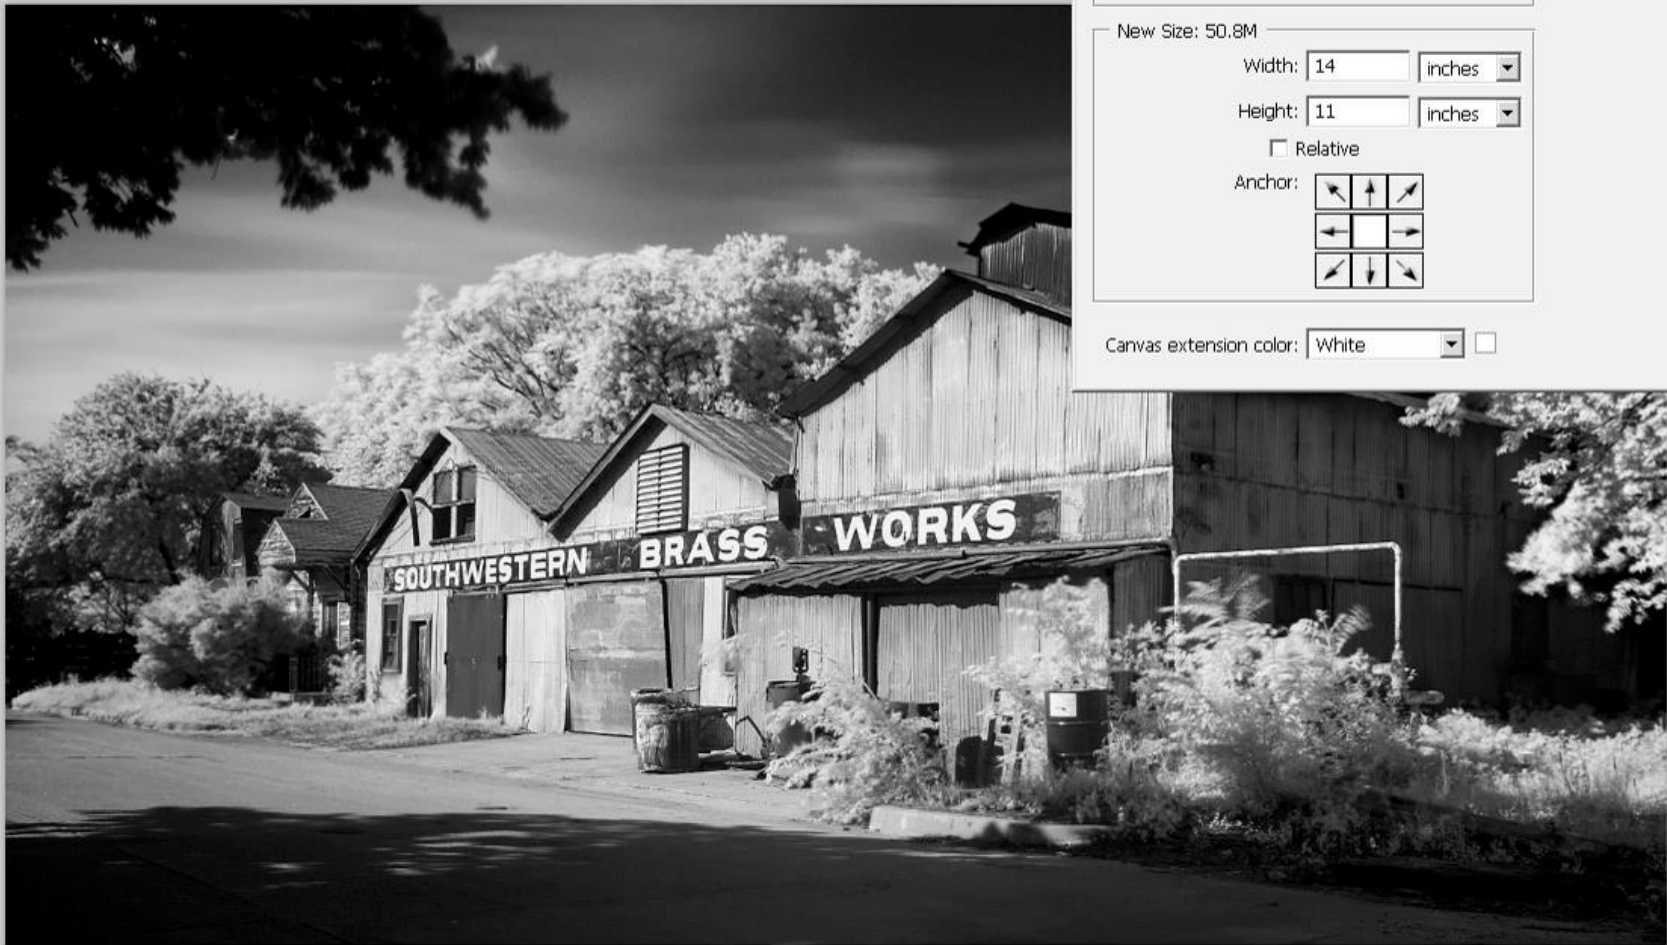 New Size: 50.8M
Width: 14 inches
Height: 11 inches
Relative
Anchor:
Canvas extension color: White
SOUTHWESTERN BRASS WORKS